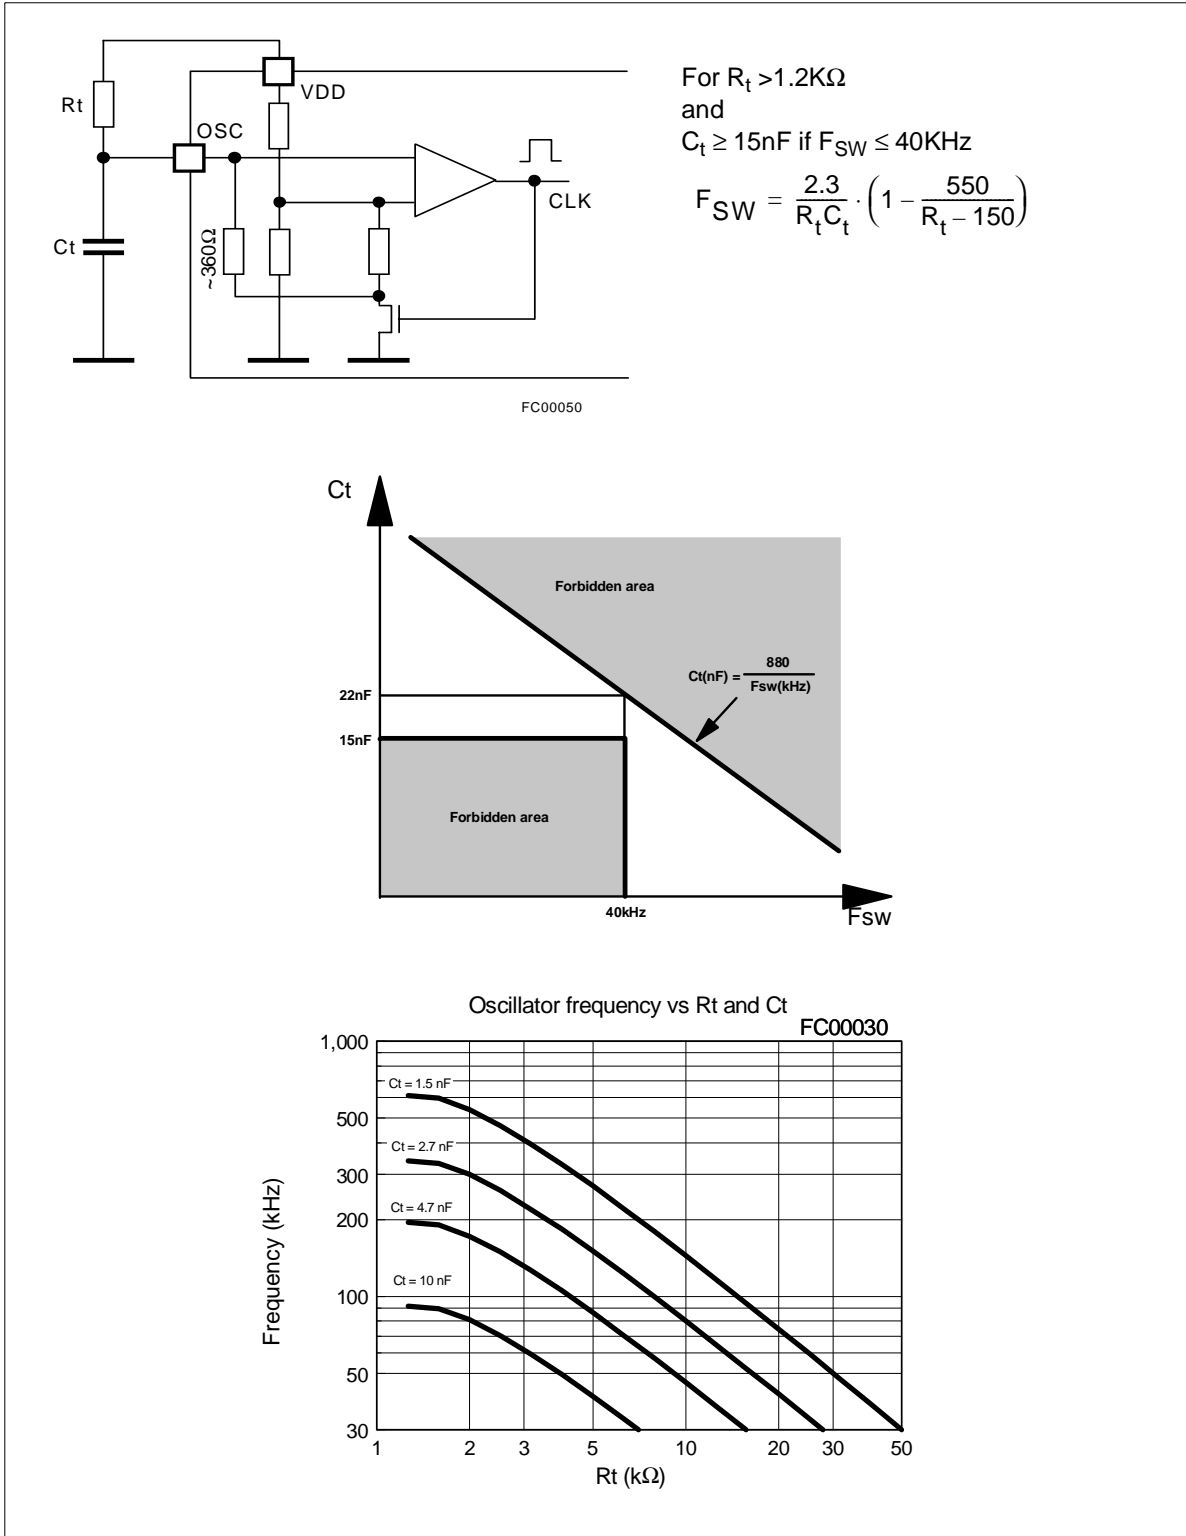 Rt
VDD
OSC
CLK
Ct
~360Ω
FC00050
For Rt >1.2KΩ
and
Ct ≥ 15nF if FSW ≤ 40KHz
FSW = 2.3 / RtCt · (1 − 550 / Rt − 150)
Ct
Forbidden area
Ct(nF) = 880 / Fsw(kHz)
22nF
15nF
Forbidden area
40kHz
Fsw
Oscillator frequency vs Rt and Ct
FC00030
1,000
Ct = 1.5 nF
500
Ct = 2.7 nF
300
Ct = 4.7 nF
200
Ct = 10 nF
100
50
30
Frequency (kHz)
1 2 3 5 10 20 30 50
Rt (kΩ)